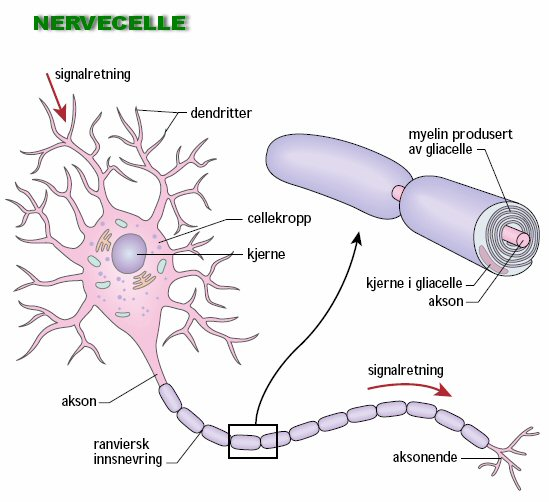 NERVECELLE
signalretning
dendritter
myelin produsert
av gliacelle
cellekropp
kjerne
kjerne i gliacelle
akson
signalretning
akson
ranviersk
innsnevring
aksonende